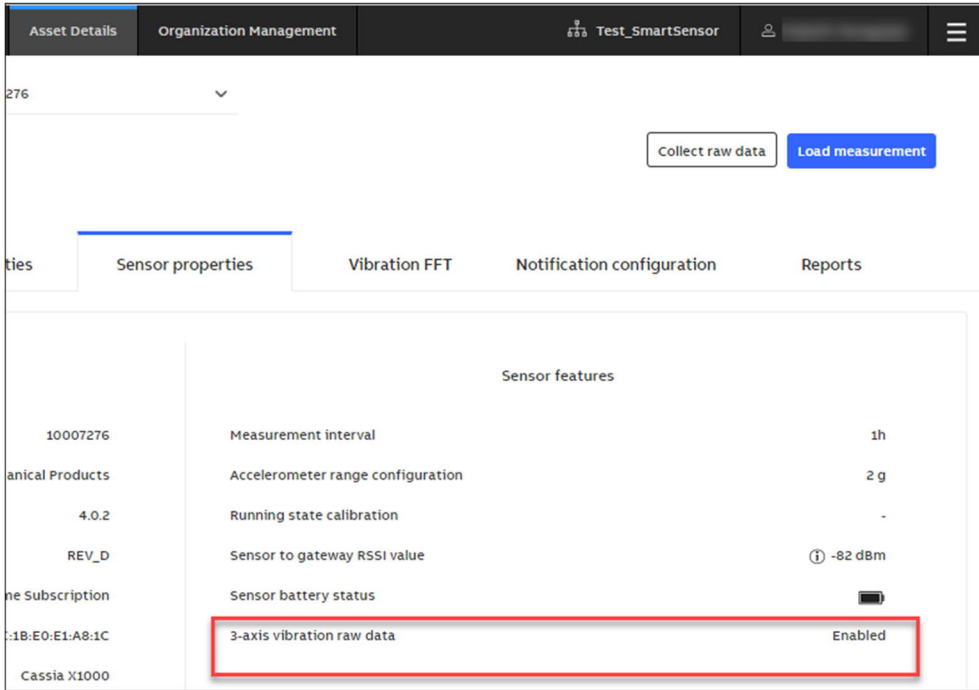 Asset Details Organization Management Test_SmartSensor
276
Collect raw data Load measurement
ties Sensor properties Vibration FFT Notification configuration Reports
Sensor features
10007276 Measurement interval 1h
anical Products Accelerometer range configuration 2 g
4.0.2 Running state calibration -
REV_D Sensor to gateway RSSI value -82 dBm
ne Subscription Sensor battery status
:1B:E0:E1:A8:1C 3-axis vibration raw data Enabled
Cassia X1000